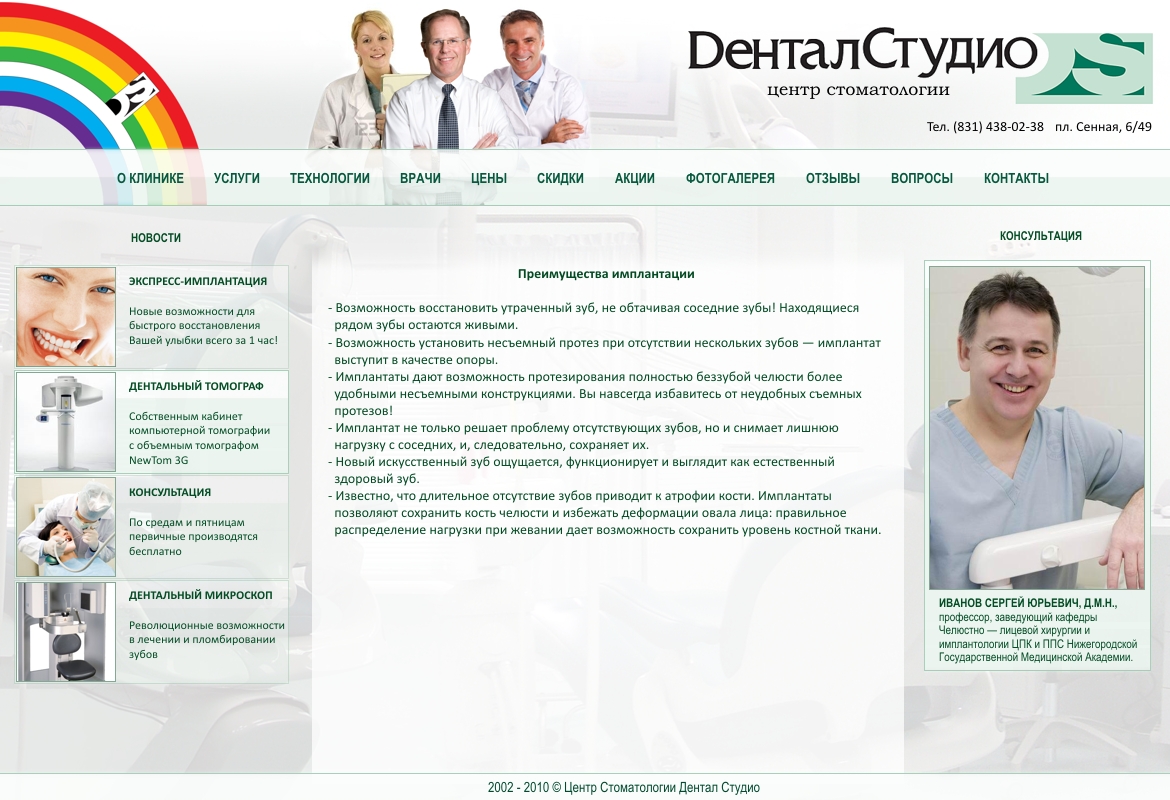 DS
ДенталСтудио
центр стоматологии
DS
Тел. (831) 438-02-38 пл. Сенная, 6/49
О КЛИНИКЕ УСЛУГИ ТЕХНОЛОГИИ ВРАЧИ ЦЕНЫ СКИДКИ АКЦИИ ФОТОГАЛЕРЕЯ ОТЗЫВЫ ВОПРОСЫ КОНТАКТЫ
НОВОСТИ
ЭКСПРЕСС-ИМПЛАНТАЦИЯ
Новые возможности для
быстрого восстановления
Вашей улыбки всего за 1 час!
ДЕНТАЛЬНЫЙ ТОМОГРАФ
Собственным кабинет
компьютерной томографии
с объемным томографом
NewTom 3G
КОНСУЛЬТАЦИЯ
По средам и пятницам
первичные производятся
бесплатно
ДЕНТАЛЬНЫЙ МИКРОСКОП
Революционные возможности
в лечении и пломбировании
зубов
Преимущества имплантации
- Возможность восстановить утраченный зуб, не обтачивая соседние зубы! Находящиеся
рядом зубы остаются живыми.
- Возможность установить несъемный протез при отсутствии нескольких зубов — имплантат
выступит в качестве опоры.
- Имплантаты дают возможность протезирования полностью беззубой челюсти более
удобными несъемными конструкциями. Вы навсегда избавитесь от неудобных съемных
протезов!
- Имплантат не только решает проблему отсутствующих зубов, но и снимает лишнюю
нагрузку с соседних, и, следовательно, сохраняет их.
- Новый искусственный зуб ощущается, функционирует и выглядит как естественный
здоровый зуб.
- Известно, что длительное отсутствие зубов приводит к атрофии кости. Имплантаты
позволяют сохранить кость челюсти и избежать деформации овала лица: правильное
распределение нагрузки при жевании дает возможность сохранить уровень костной ткани.
КОНСУЛЬТАЦИЯ
ИВАНОВ СЕРГЕЙ ЮРЬЕВИЧ, Д.М.Н.,
профессор, заведующий кафедры
Челюстно — лицевой хирургии и
имплантологии ЦПК и ППС Нижегородской
Государственной Медицинской Академии.
2002 - 2010 © Центр Стоматологии Дентал Студио